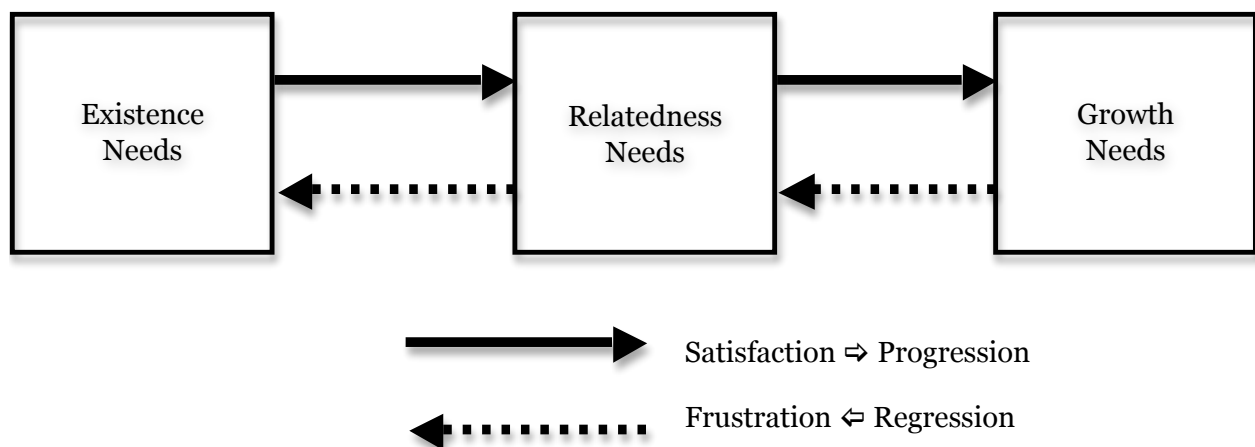 Existence
Needs
Relatedness
Needs
Growth
Needs
Satisfaction ⇨ Progression
Frustration ⇦ Regression